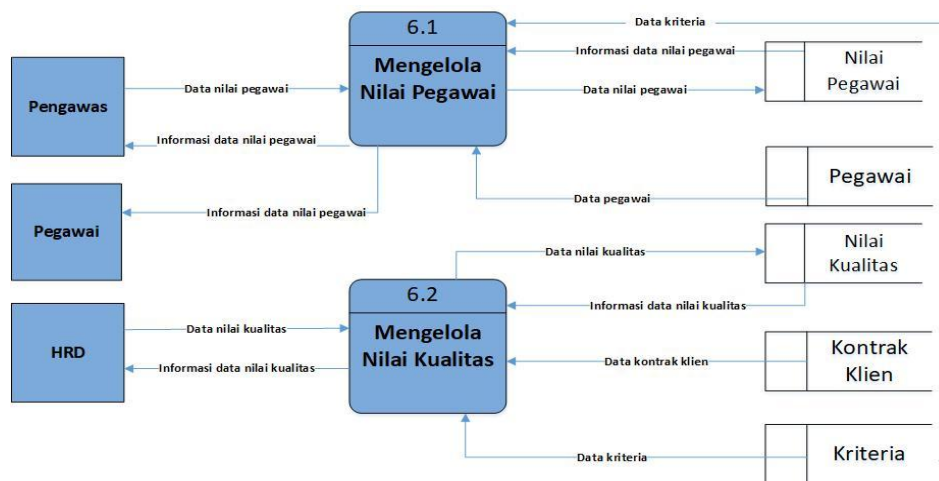 6.1
Mengelola
Nilai Pegawai
Data kriteria
Informasi data nilai pegawai
Nilai
Pegawai
Pengawas
Data nilai pegawai
Data nilai pegawai
Informasi data nilai pegawai
Pegawai
Data pegawai
Pegawai
Informasi data nilai pegawai
Nilai
Kualitas
Data nilai kualitas
6.2
Mengelola
Nilai Kualitas
Informasi data nilai kualitas
HRD
Data nilai kualitas
Informasi data nilai kualitas
Data kontrak klien
Kontrak
Klien
Data kriteria
Kriteria